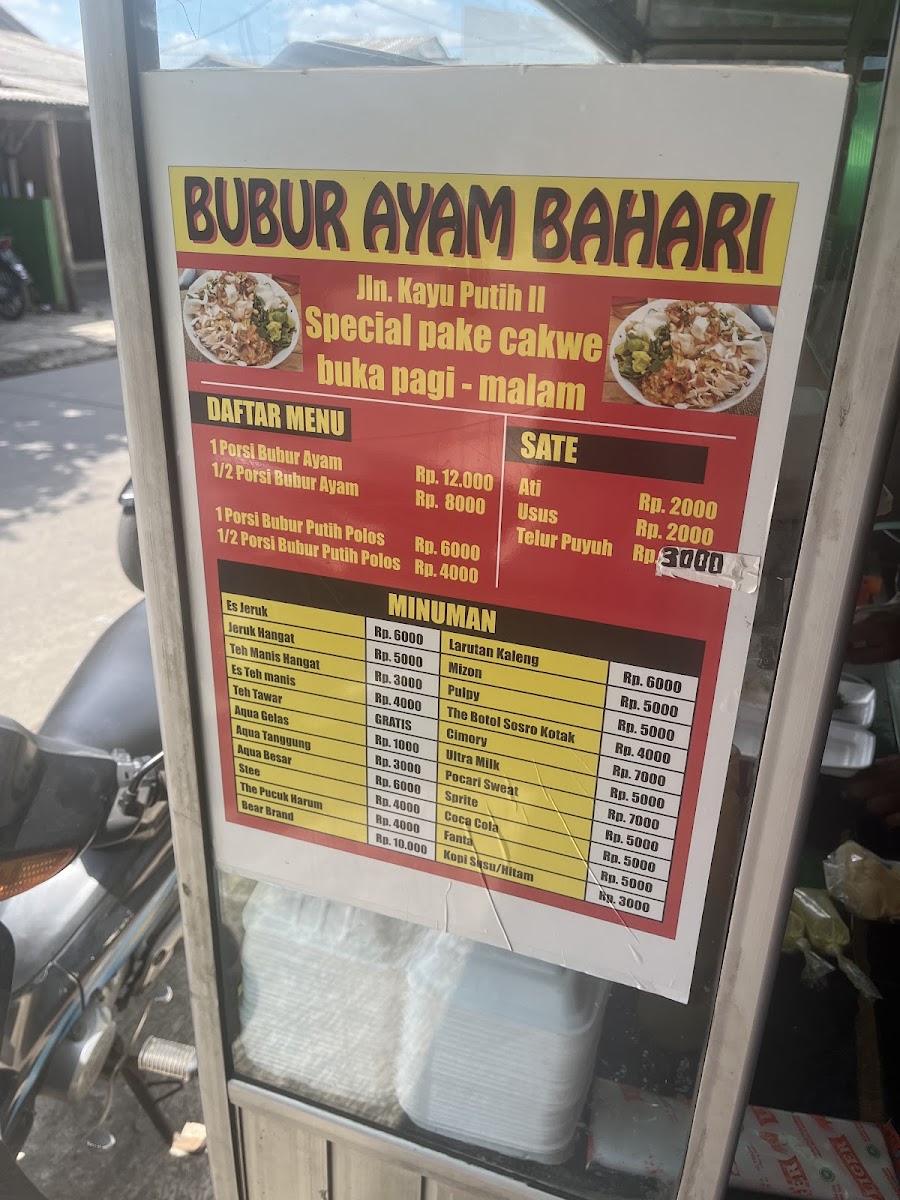 BUBUR AYAM BAHARI
Jln. Kayu Putih II
Special pake cakwe
buka pagi - malam
DAFTAR MENU
1 Porsi Bubur Ayam Rp. 12.000
1/2 Porsi Bubur Ayam Rp. 8000
1 Porsi Bubur Putih Polos Rp. 6000
1/2 Porsi Bubur Putih Polos Rp. 4000
SATE
Ati Rp. 2000
Usus Rp. 2000
Telur Puyuh Rp. 3000
MINUMAN
Es Jeruk Rp. 6000
Jeruk Hangat Rp. 5000
Teh Manis Hangat Rp. 3000
Es Teh manis Rp. 4000
Teh Tawar GRATIS
Aqua Gelas Rp. 1000
Aqua Tanggung Rp. 3000
Aqua Besar Rp. 6000
Stee Rp. 4000
The Pucuk Harum Rp. 4000
Bear Brand Rp. 10.000
Larutan Kaleng Rp. 6000
Mizon Rp. 5000
Pulpy Rp. 5000
The Botol Sosro Kotak Rp. 4000
Cimory Rp. 7000
Ultra Milk Rp. 5000
Pocari Sweat Rp. 7000
Sprite Rp. 5000
Coca Cola Rp. 5000
Fanta Rp. 5000
Kopi Susu/Hitam Rp. 3000